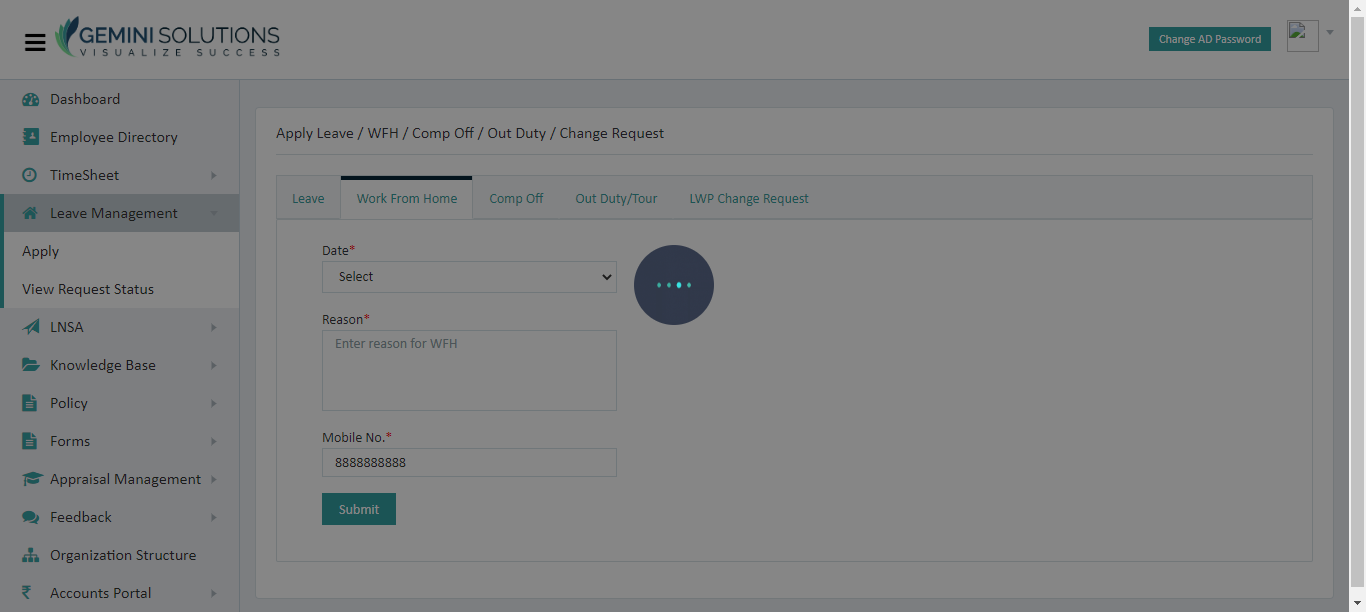 GEMINI SOLUTIONS
VISUALIZE SUCCESS
Change AD Password
Dashboard
Employee Directory
TimeSheet
Leave Management
Apply
View Request Status
LNSA
Knowledge Base
Policy
Forms
Appraisal Management
Feedback
Organization Structure
₹ Accounts Portal
Apply Leave / WFH / Comp Off / Out Duty / Change Request
Leave Work From Home Comp Off Out Duty/Tour LWP Change Request
Date*
Select
Reason*
Enter reason for WFH
Mobile No.*
8888888888
Submit